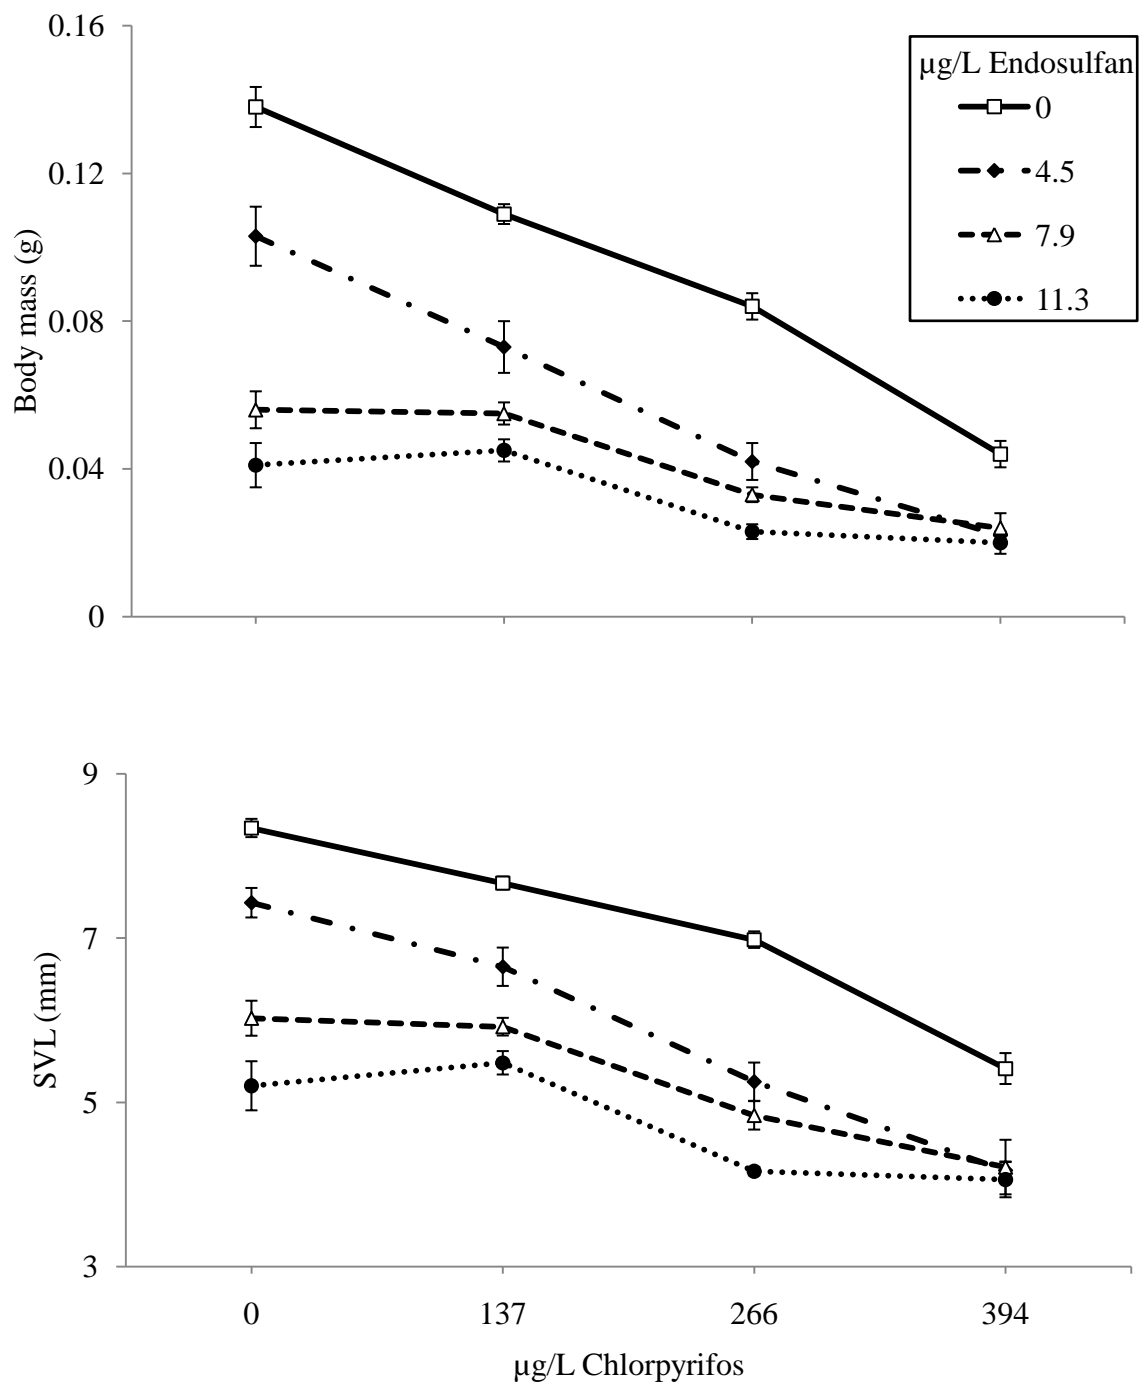 0.16
0.12
0.08
0.04
0
Body mass (g)
µg/L Endosulfan
0
4.5
7.9
11.3
9
7
5
3
SVL (mm)
0 137 266 394
µg/L Chlorpyrifos